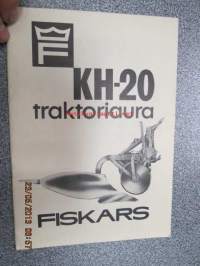 F
KH-20
traktoriaura
FISKARS
23/05/2013 08:57